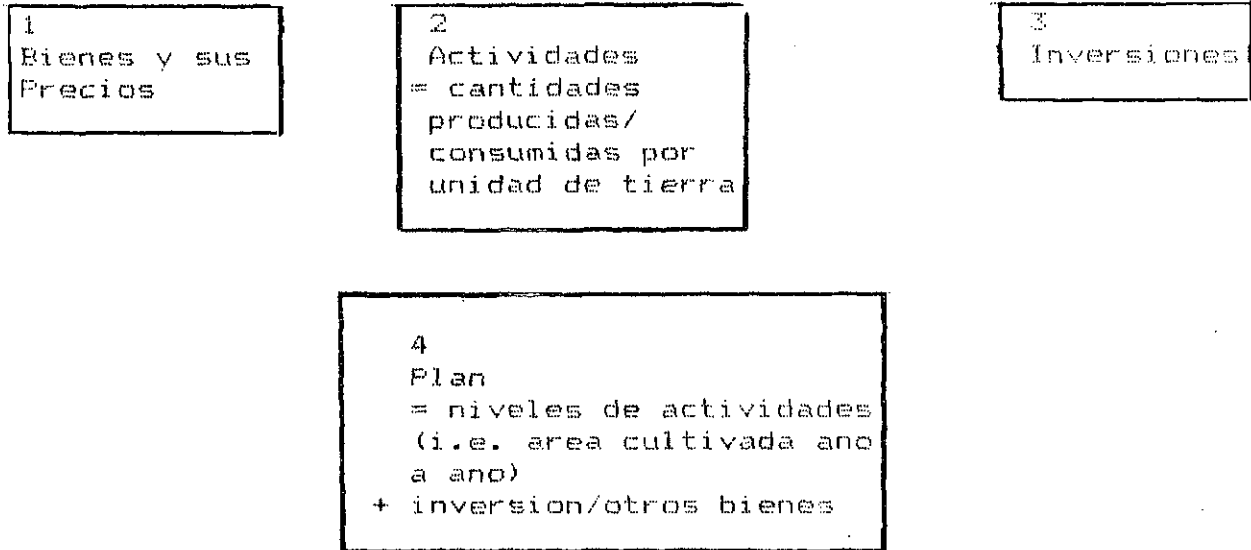 1
Bienes y sus
Precios
2
Actividades
= cantidades
producidas/
consumidas por
unidad de tierra
3
Inversiones
4
Plan
= niveles de actividades
(i.e. area cultivada ano
a ano)
+ inversion/otros bienes